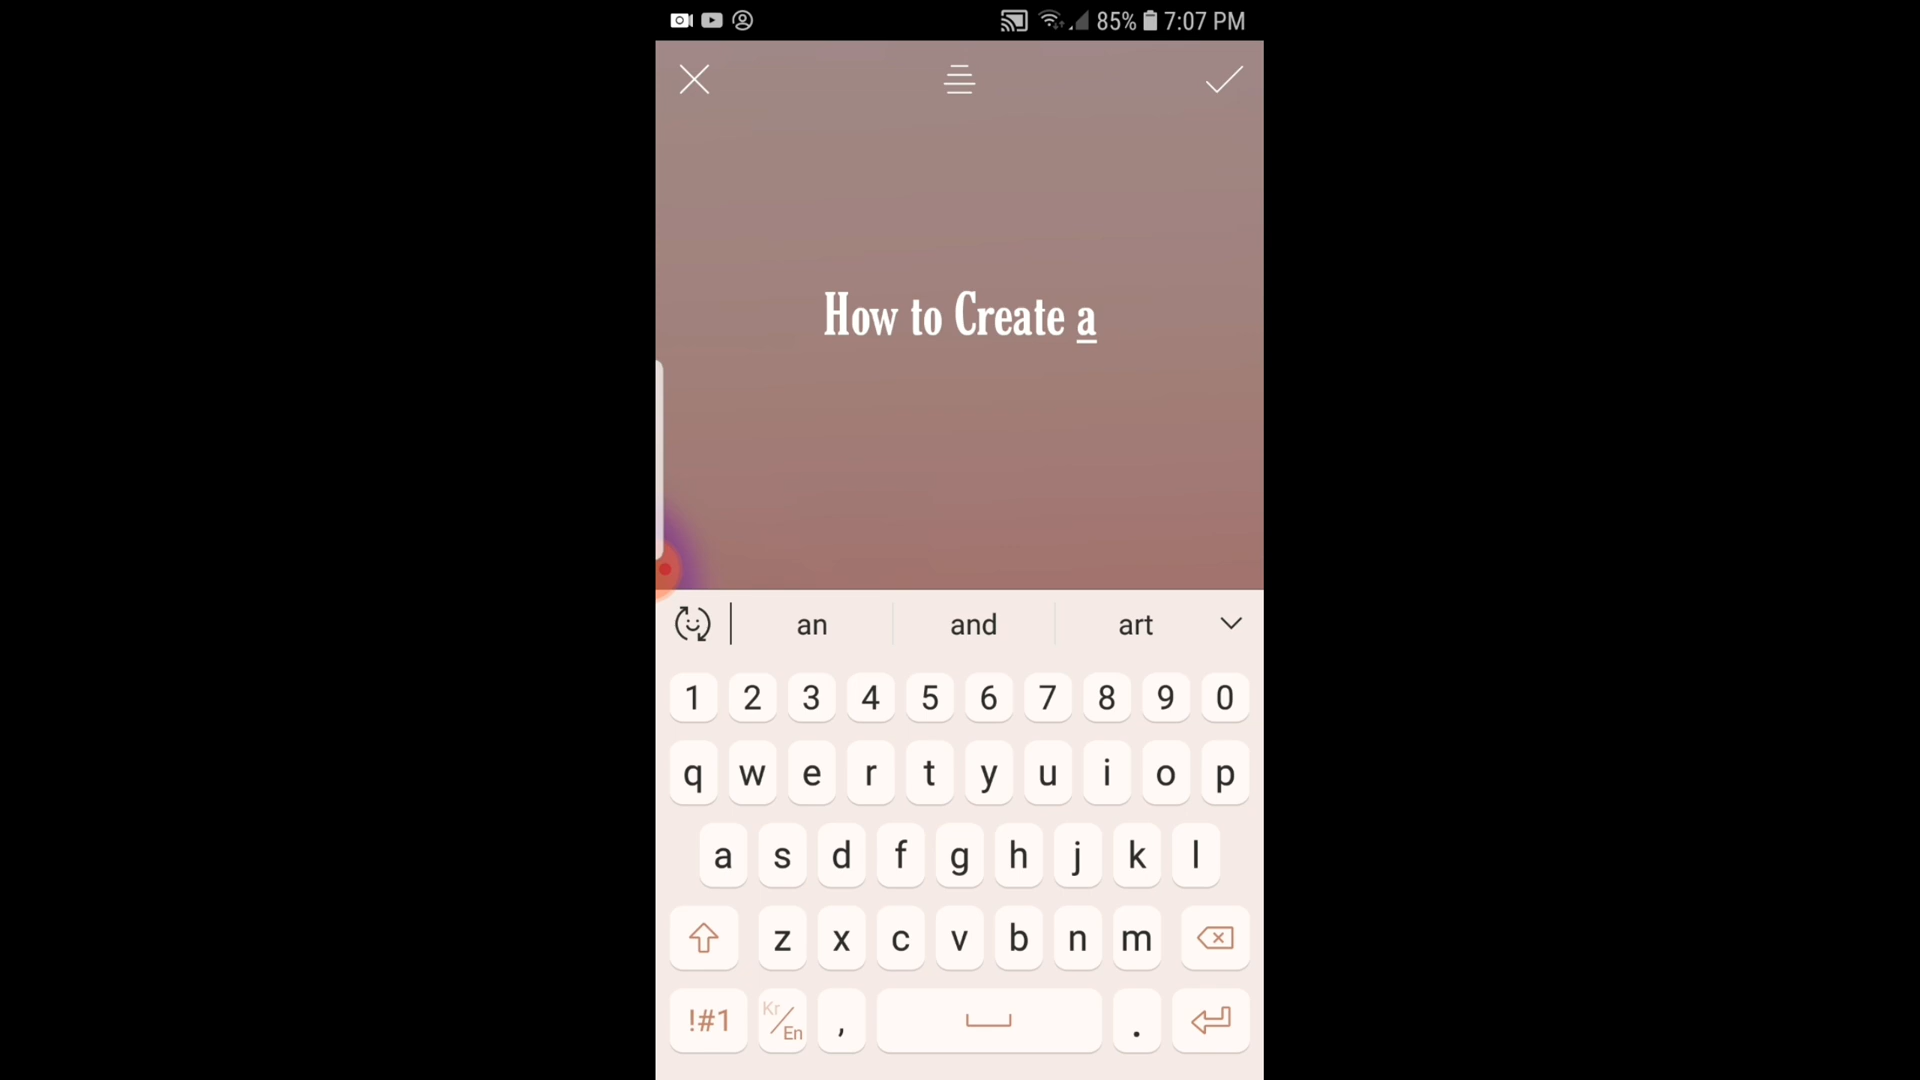 85% 7:07 PM
How to Create a
an and art
1 2 3 4 5 6 7 8 9 0
q w e r t y u i o p
a s d f g h j k l
z x c v b n m
!#1 Kr/En , .